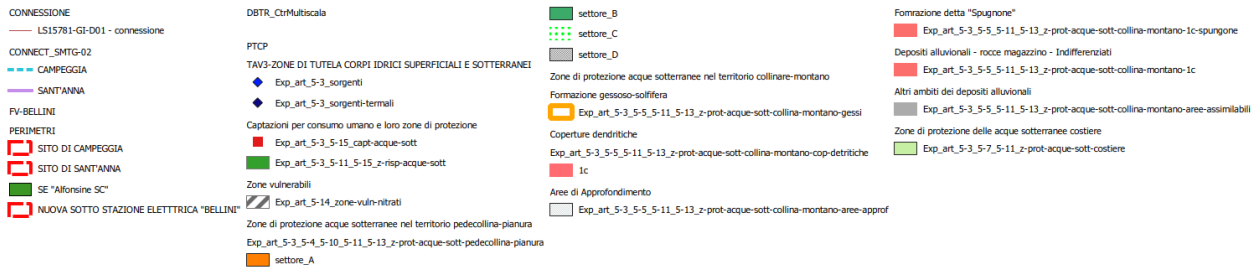 CONNESSIONE
LS15781-GI-D01 - connessione
CONNECT_SMTG-02
CAMPEGGIA
SANT'ANNA
FV-BELLINI
PERIMETRI
SITO DI CAMPEGGIA
SITO DI SANT'ANNA
SE "Alfonsine SC"
NUOVA SOTTO STAZIONE ELETTTRICA "BELLINI"
DBTR_CtrMultiscala
PTCP
TAV3-ZONE DI TUTELA CORPI IDRICI SUPERFICIALI E SOTTERRANEI
Exp_art_5-3_sorgenti
Exp_art_5-3_sorgenti-termali
Captazioni per consumo umano e loro zone di protezione
Exp_art_5-3_5-15_capt-acque-sott
Exp_art_5-3_5-11_5-15_z-risp-acque-sott
Zone vulnerabili
Exp_art_5-14_zone-vuln-nitrati
Zone di protezione acque sotterranee nel territorio pedecollina-pianura
Exp_art_5-3_5-4_5-10_5-11_5-13_z-prot-acque-sott-pedecollina-pianura
settore_A
settore_B
settore_C
settore_D
Zone di protezione acque sotterranee nel territorio collinare-montano
Formazione gessoso-solfifera
Exp_art_5-3_5-5_5-11_5-13_z-prot-acque-sott-collina-montano-gessi
Coperture dendritiche
Exp_art_5-3_5-5_5-11_5-13_z-prot-acque-sott-collina-montano-cop-detritiche
1c
Aree di Approfondimento
Exp_art_5-3_5-5_5-11_5-13_z-prot-acque-sott-collina-montano-aree-approf
Fomrazione detta "Spugnone"
Exp_art_5-3_5-5_5-11_5-13_z-prot-acque-sott-collina-montano-1c-spungone
Depositi alluvionali - rocce magazzino - Indifferenziati
Exp_art_5-3_5-5_5-11_5-13_z-prot-acque-sott-collina-montano-1c
Altri ambiti dei depositi alluvionali
Exp_art_5-3_5-5_5-11_5-13_z-prot-acque-sott-collina-montano-aree-assimilabili
Zone di protezione delle acque sotterranee costiere
Exp_art_5-3_5-7_5-11_z-prot-acque-sott-costiere